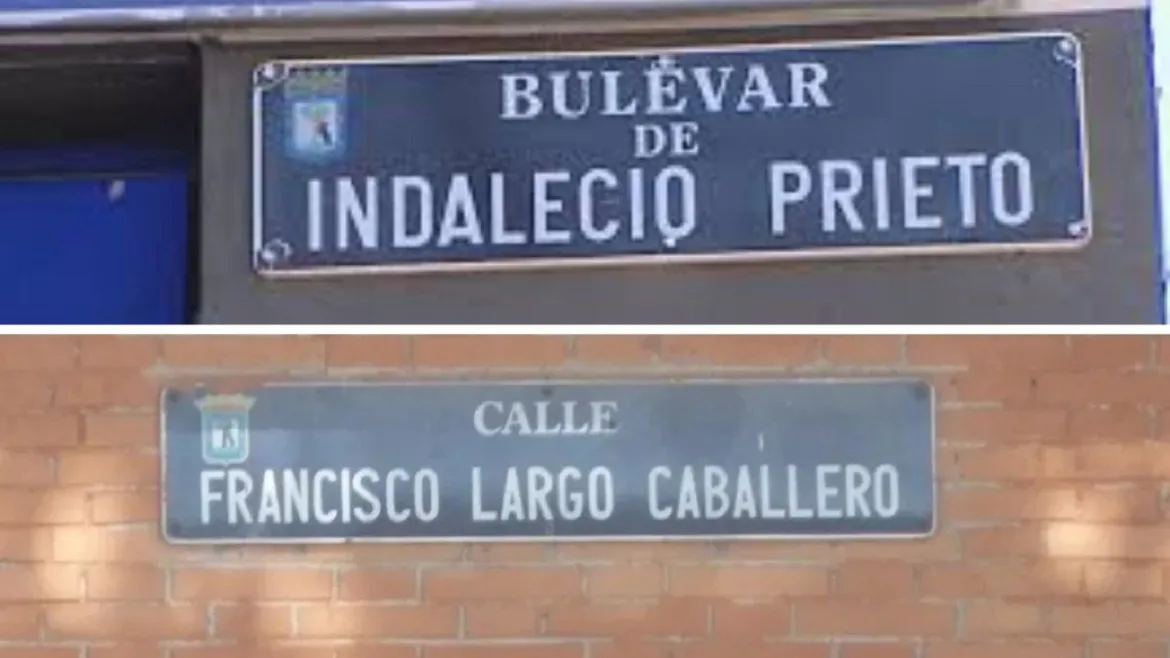 BULEVAR
DE
INDALECIO PRIETO
CALLE
FRANCISCO LARGO CABALLERO